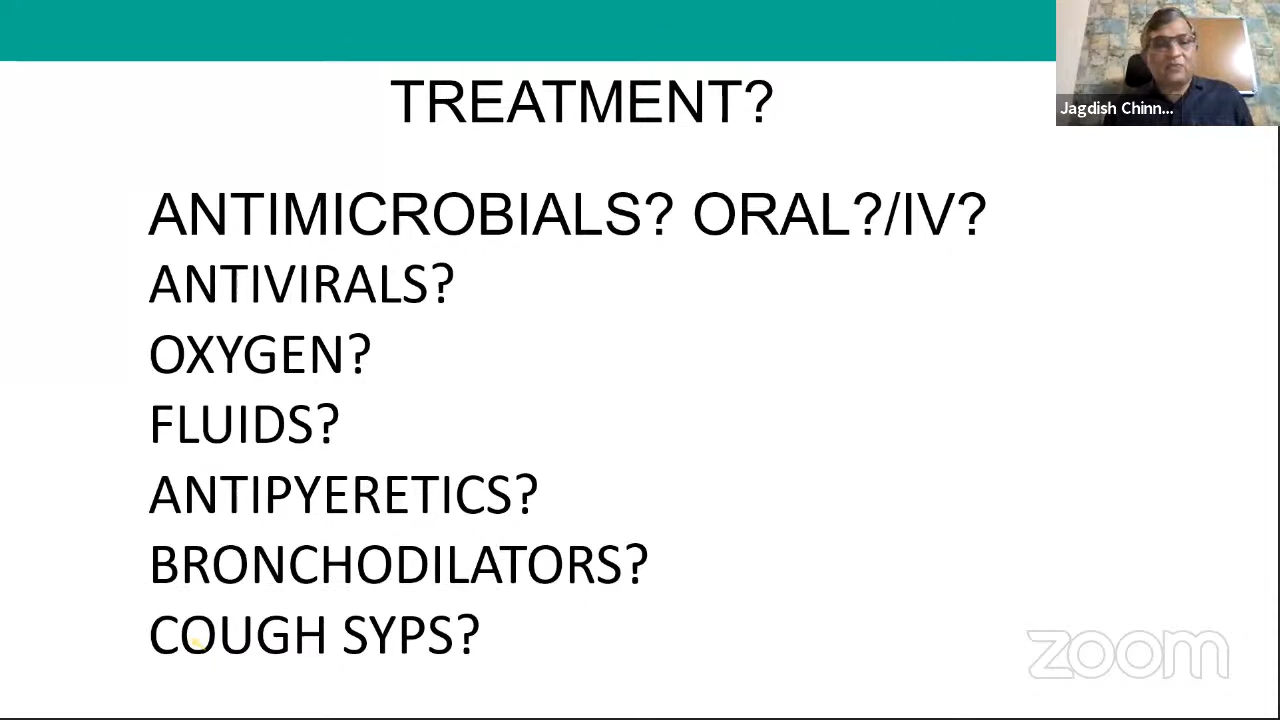 TREATMENT?
Jagdish Chinn...
ANTIMICROBIALS? ORAL?/IV?
ANTIVIRALS?
OXYGEN?
FLUIDS?
ANTIPYERETICS?
BRONCHODILATORS?
COUGH SYPS?
zoom